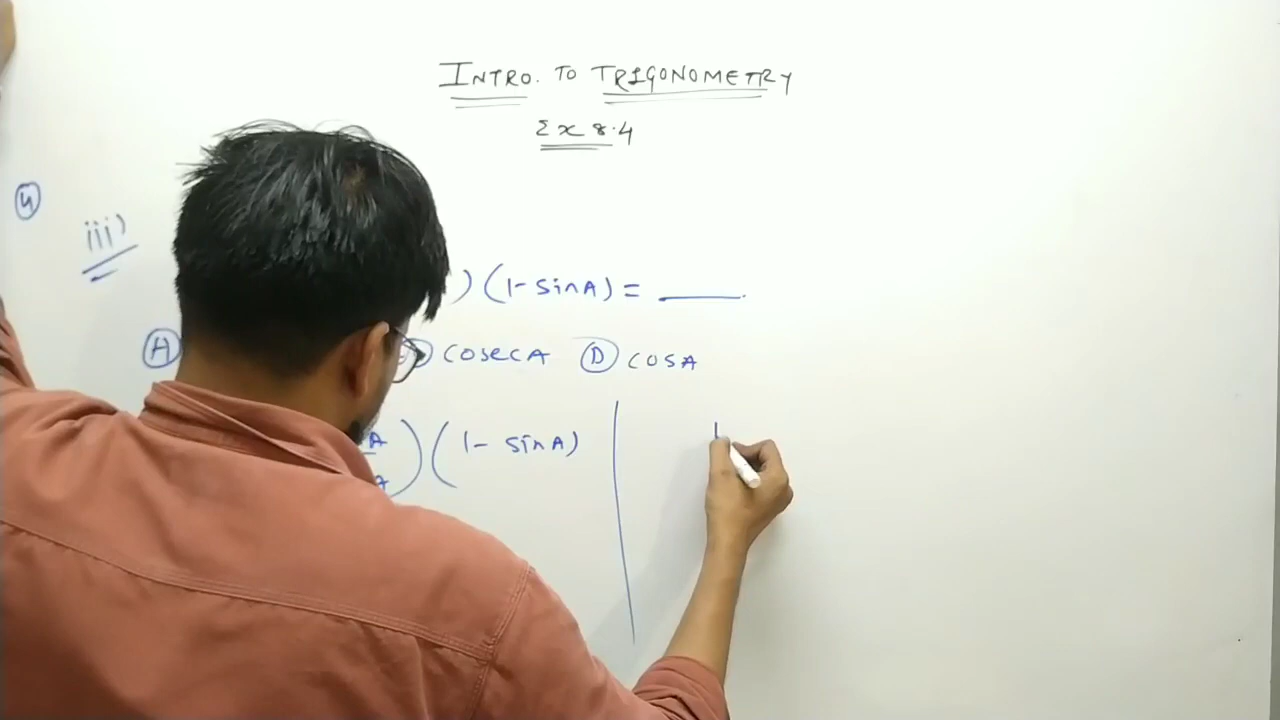 INTRO. TO TRIGONOMETRY
Ex 8.4
4
iii)
) (1 - sinA) = ____.
A cosecA D cosA
A ) ( 1 - sinA)
A